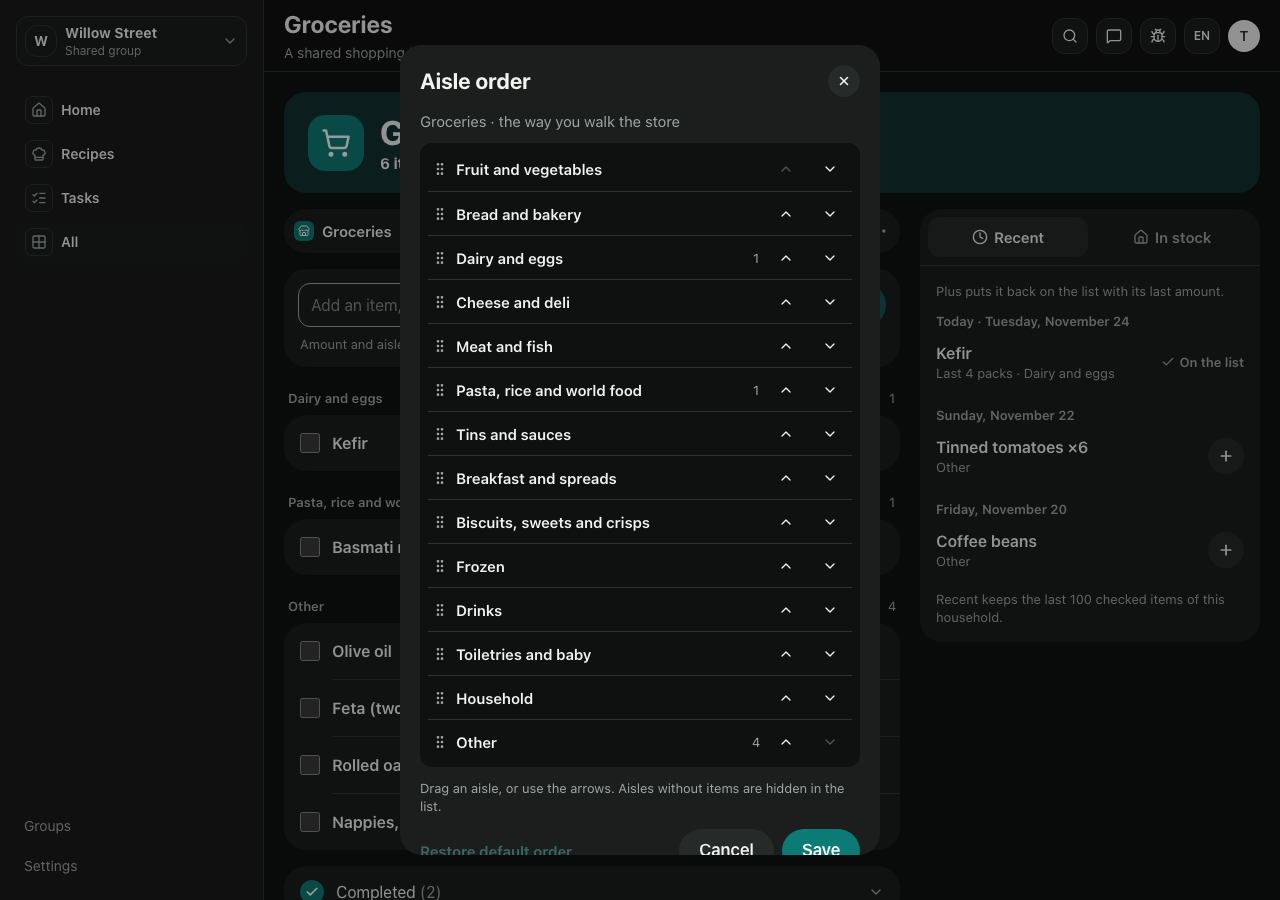 W
Willow Street
Shared group
Home
Recipes
Tasks
All
Groups
Settings
Groceries
A shared shopping
EN
T
6
Groceries
Add an item,
Amount and
Dairy and eggs
1
Kefir
Pasta, rice and
1
Basmati
Other
4
Olive oil
Feta
Rolled
Nappies,
Completed (2)
Aisle order
Groceries · the way you walk the store
Fruit and vegetables
Bread and bakery
Dairy and eggs 1
Cheese and deli
Meat and fish
Pasta, rice and world food 1
Tins and sauces
Breakfast and spreads
Biscuits, sweets and crisps
Frozen
Drinks
Toiletries and baby
Household
Other 4
Drag an aisle, or use the arrows. Aisles without items are hidden in the
list.
Restore default order
Cancel
Save
Recent
In stock
Plus puts it back on the list with its last amount.
Today · Tuesday, November 24
Kefir
Last 4 packs · Dairy and eggs
On the list
Sunday, November 22
Tinned tomatoes ×6
Other
Friday, November 20
Coffee beans
Other
Recent keeps the last 100 checked items of this
household.